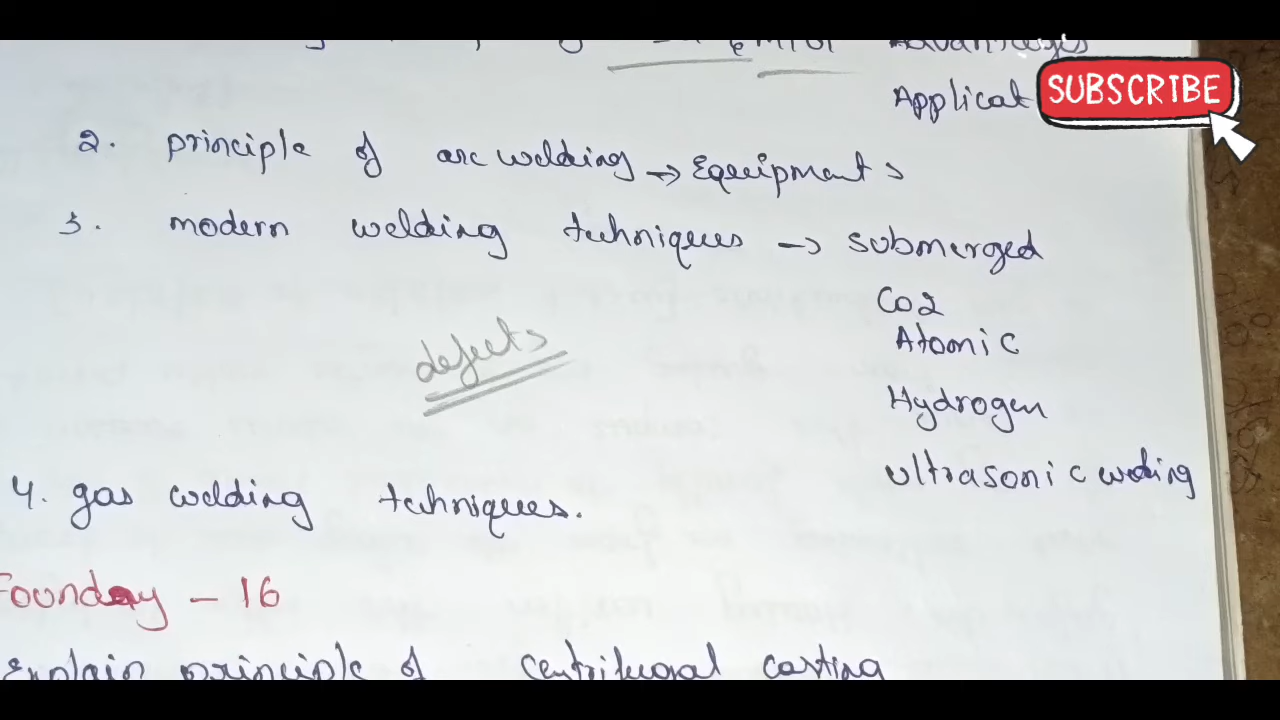 Advantages
Applicat
SUBSCRIBE
2. principle of arc welding → Equipments
3. modern welding techniques → submerged
Co2
Atomic
Hydrogen
defects
ultrasonic welding
4. gas welding techniques.
Foundry - 16
Explain principle of centrifugal casting